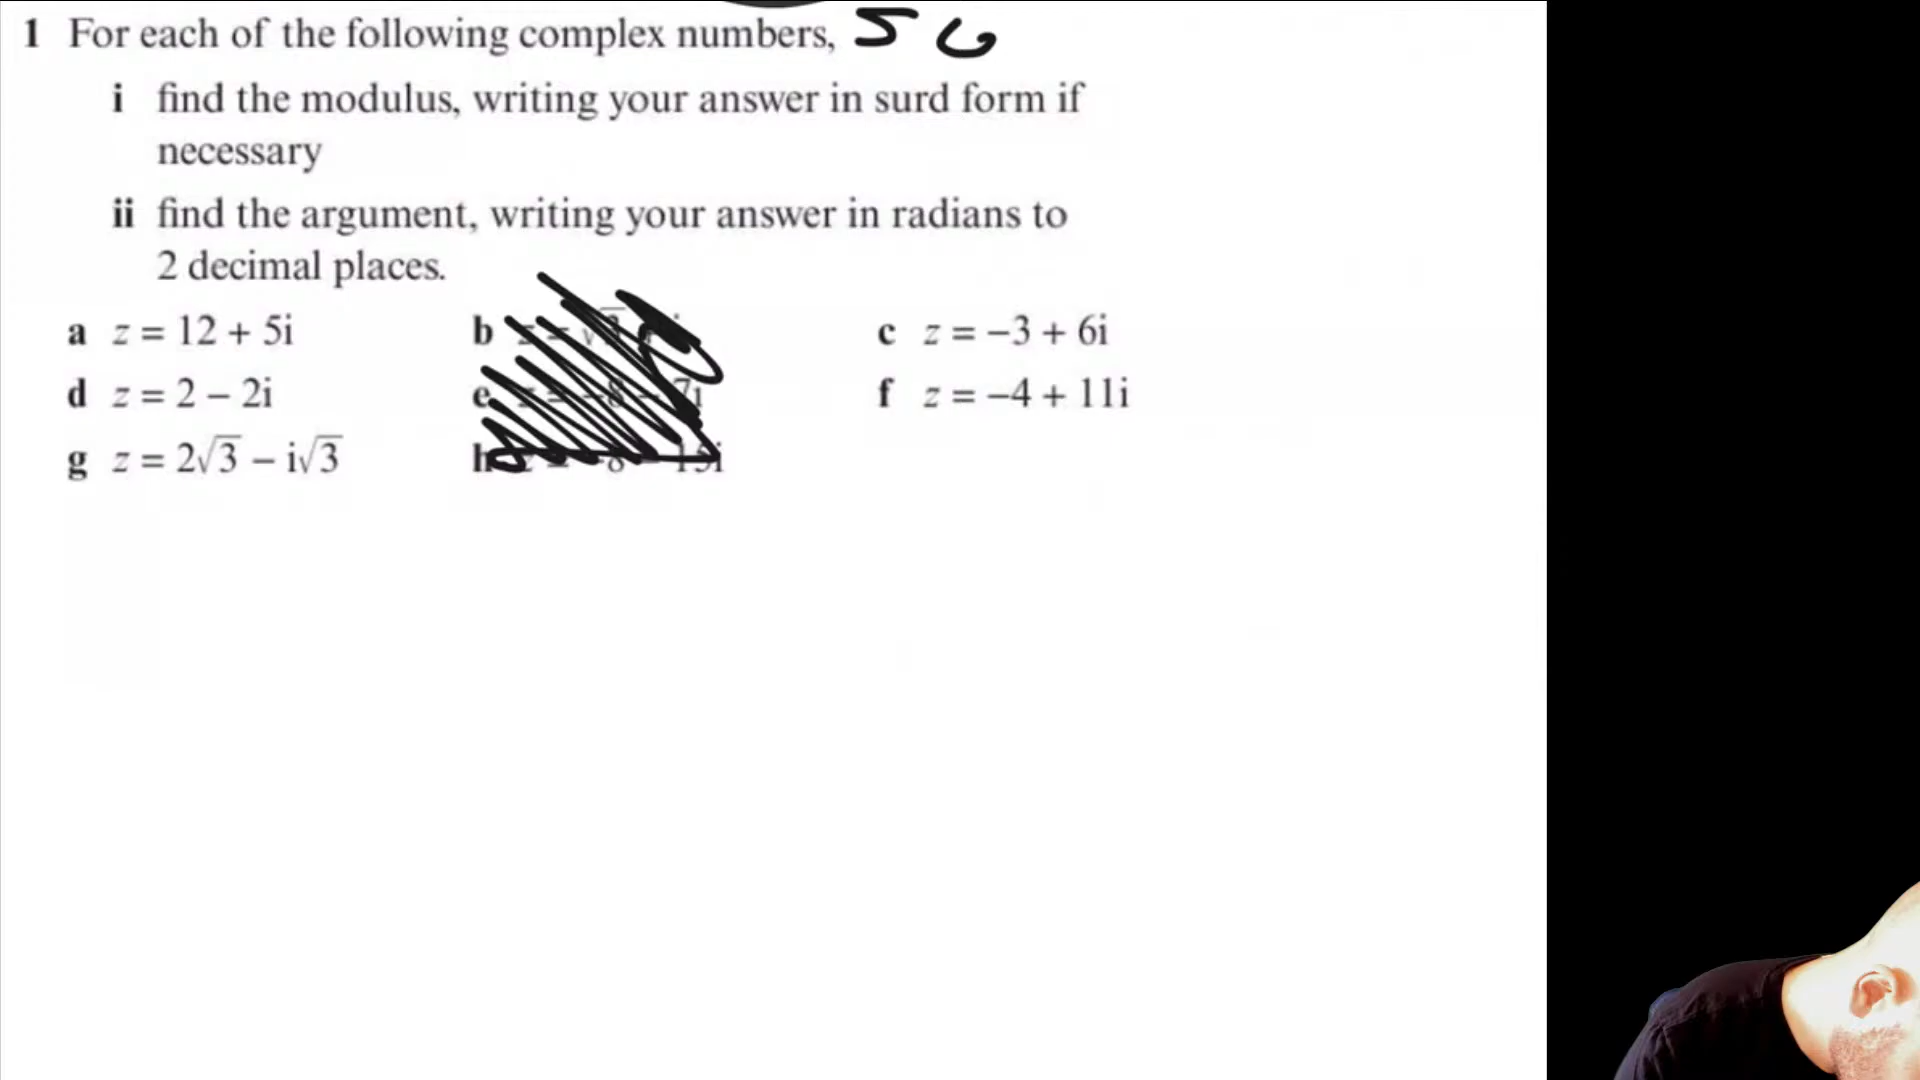 1 For each of the following complex numbers, 5 6
i find the modulus, writing your answer in surd form if
necessary
ii find the argument, writing your answer in radians to
2 decimal places.
a z = 12 + 5i b c z = −3 + 6i
d z = 2 − 2i e f z = −4 + 11i
g z = 2√3 − i√3 h